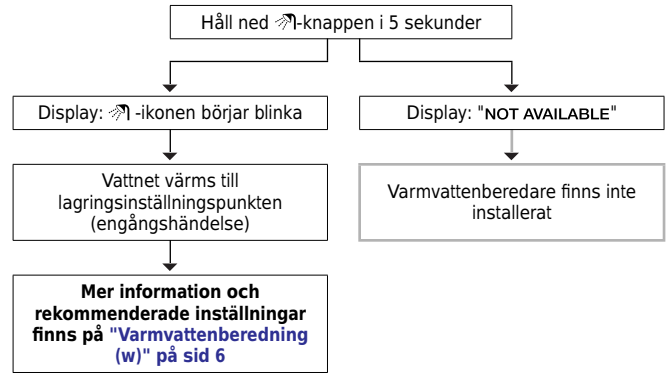 Håll ned -knappen i 5 sekunder
Display: -ikonen börjar blinka
Display: "NOT AVAILABLE"
Vattnet värms till
lagringsinställningspunkten
(engångshändelse)
Varmvattenberedare finns inte
installerat
Mer information och
rekommenderade inställningar
finns på "Varmvattenberedning
(w)" på sid 6